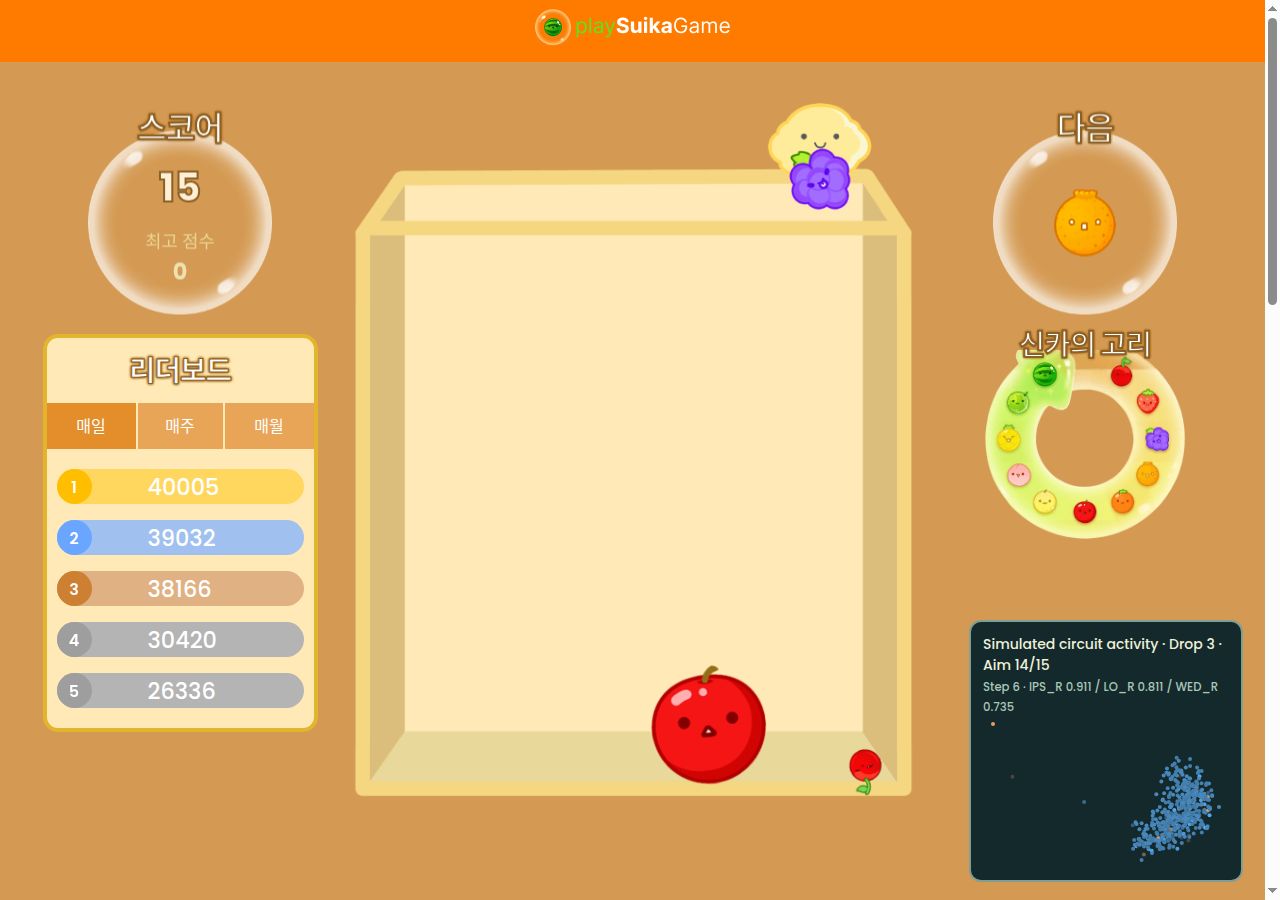 playSuikaGame
스코어
15
최고 점수
0
다음
신카의 고리
리더보드
매일 매주 매월
1 40005
2 39032
3 38166
4 30420
5 26336
Simulated circuit activity · Drop 3 ·
Aim 14/15
Step 6 · IPS_R 0.911 / LO_R 0.811 / WED_R
0.735